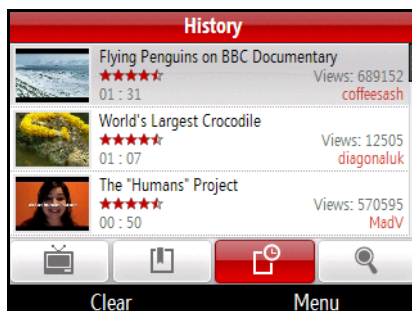 History
Flying Penguins on BBC Documentary
Views: 689152
01 : 31
coffeesash
World's Largest Crocodile
Views: 12505
01 : 07
diagonaluk
The "Humans" Project
Views: 570595
00 : 50
MadV
Clear
Menu